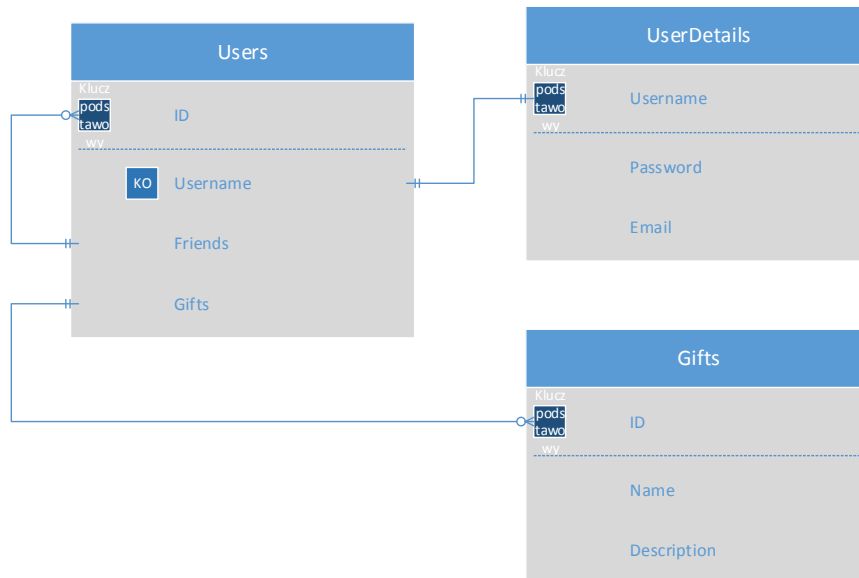 Users
Klucz
pods
tawo
wy
ID
KO
Username
Friends
Gifts
UserDetails
Klucz
pods
tawo
wy
Username
Password
Email
Gifts
Klucz
pods
tawo
wy
ID
Name
Description